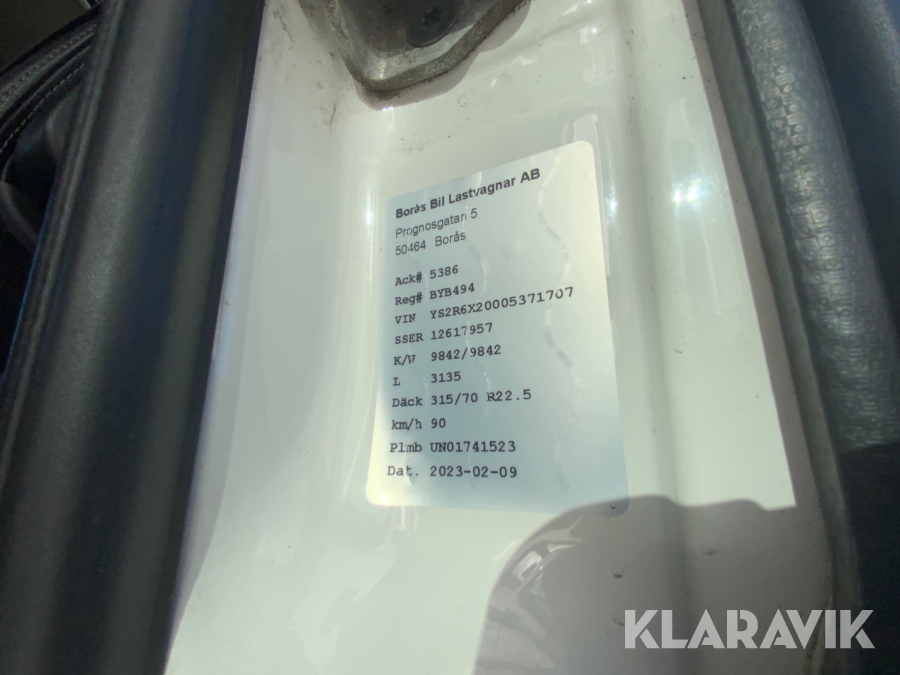 Borås Bil Lastvagnar AB
Prognosgatan 5
50464 Borås
Ack# 5386
Reg# BYB494
VIN YS2R6X20005371707
SSER 12617957
K/W 9842/9842
L 3135
Däck 315/70 R22.5
km/h 90
Plmb UN01741523
Dat. 2023-02-09
KLARAVIK